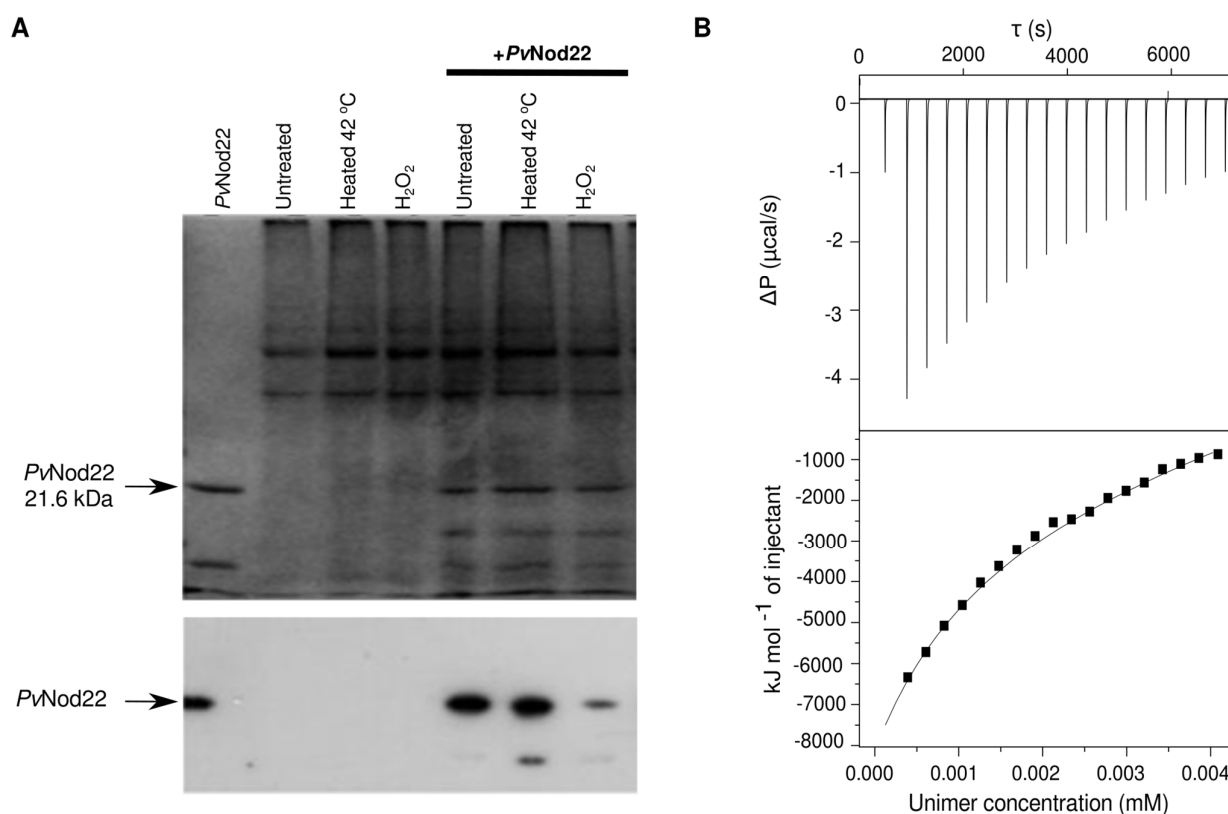 A
+PvNod22
PvNod22
Untreated
Heated 42 ºC
H₂O₂
Untreated
Heated 42 ºC
H₂O₂
PvNod22
21.6 kDa
PvNod22
B
τ (s)
0 2000 4000 6000
0
-1
-2
-3
-4
ΔP (µcal/s)
-1000
-2000
-3000
-4000
-5000
-6000
-7000
-8000
kJ mol⁻¹ of injectant
0.000 0.001 0.002 0.003 0.004
Unimer concentration (mM)